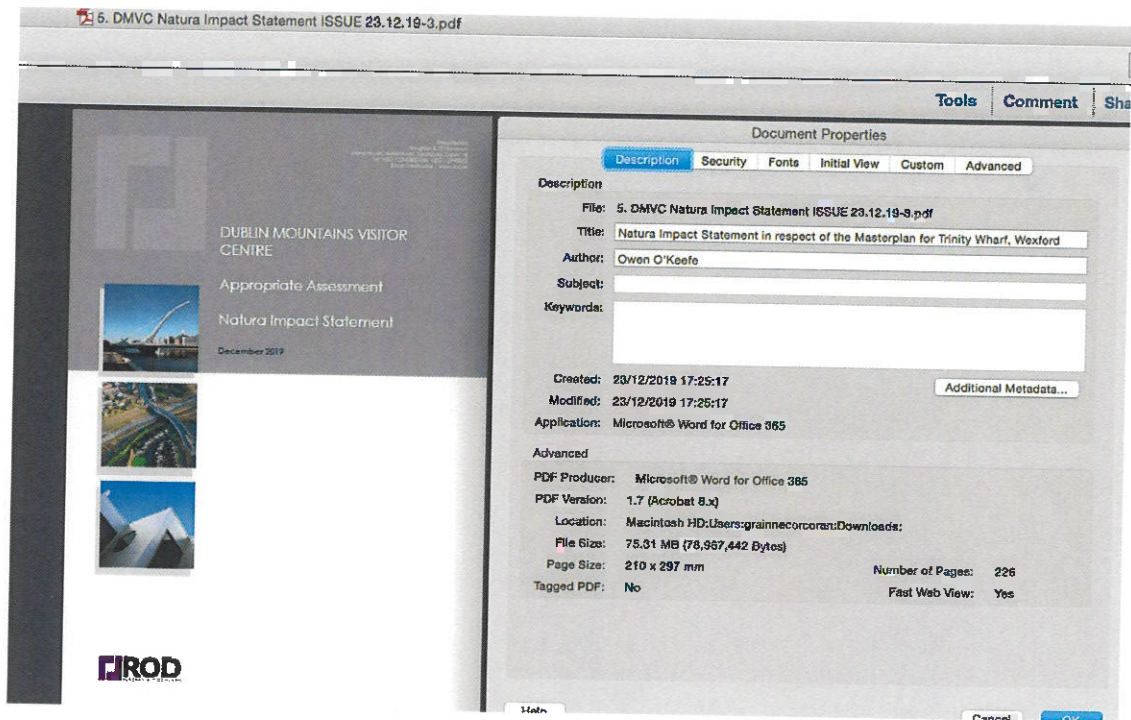 5. DMVC Natura Impact Statement ISSUE 23.12.19-3.pdf
Tools Comment Sha
DUBLIN MOUNTAINS VISITOR
CENTRE
Appropriate Assessment
Natura Impact Statement
December 2019
ROD
Document Properties
Description Security Fonts Initial View Custom Advanced
Description
File: 5. DMVC Natura Impact Statement ISSUE 23.12.19-3.pdf
Title: Natura Impact Statement in respect of the Masterplan for Trinity Wharf, Wexford
Author: Owen O'Keefe
Subject:
Keywords:
Created: 23/12/2019 17:25:17
Additional Metadata...
Modified: 23/12/2019 17:25:17
Application: Microsoft® Word for Office 365
Advanced
PDF Producer: Microsoft® Word for Office 365
PDF Version: 1.7 (Acrobat 8.x)
Location: Macintosh HD:Users:grainnecorcoran:Downloads:
File Size: 75.31 MB (78,967,442 Bytes)
Page Size: 210 x 297 mm Number of Pages: 226
Tagged PDF: No Fast Web View: Yes
Help Cancel OK